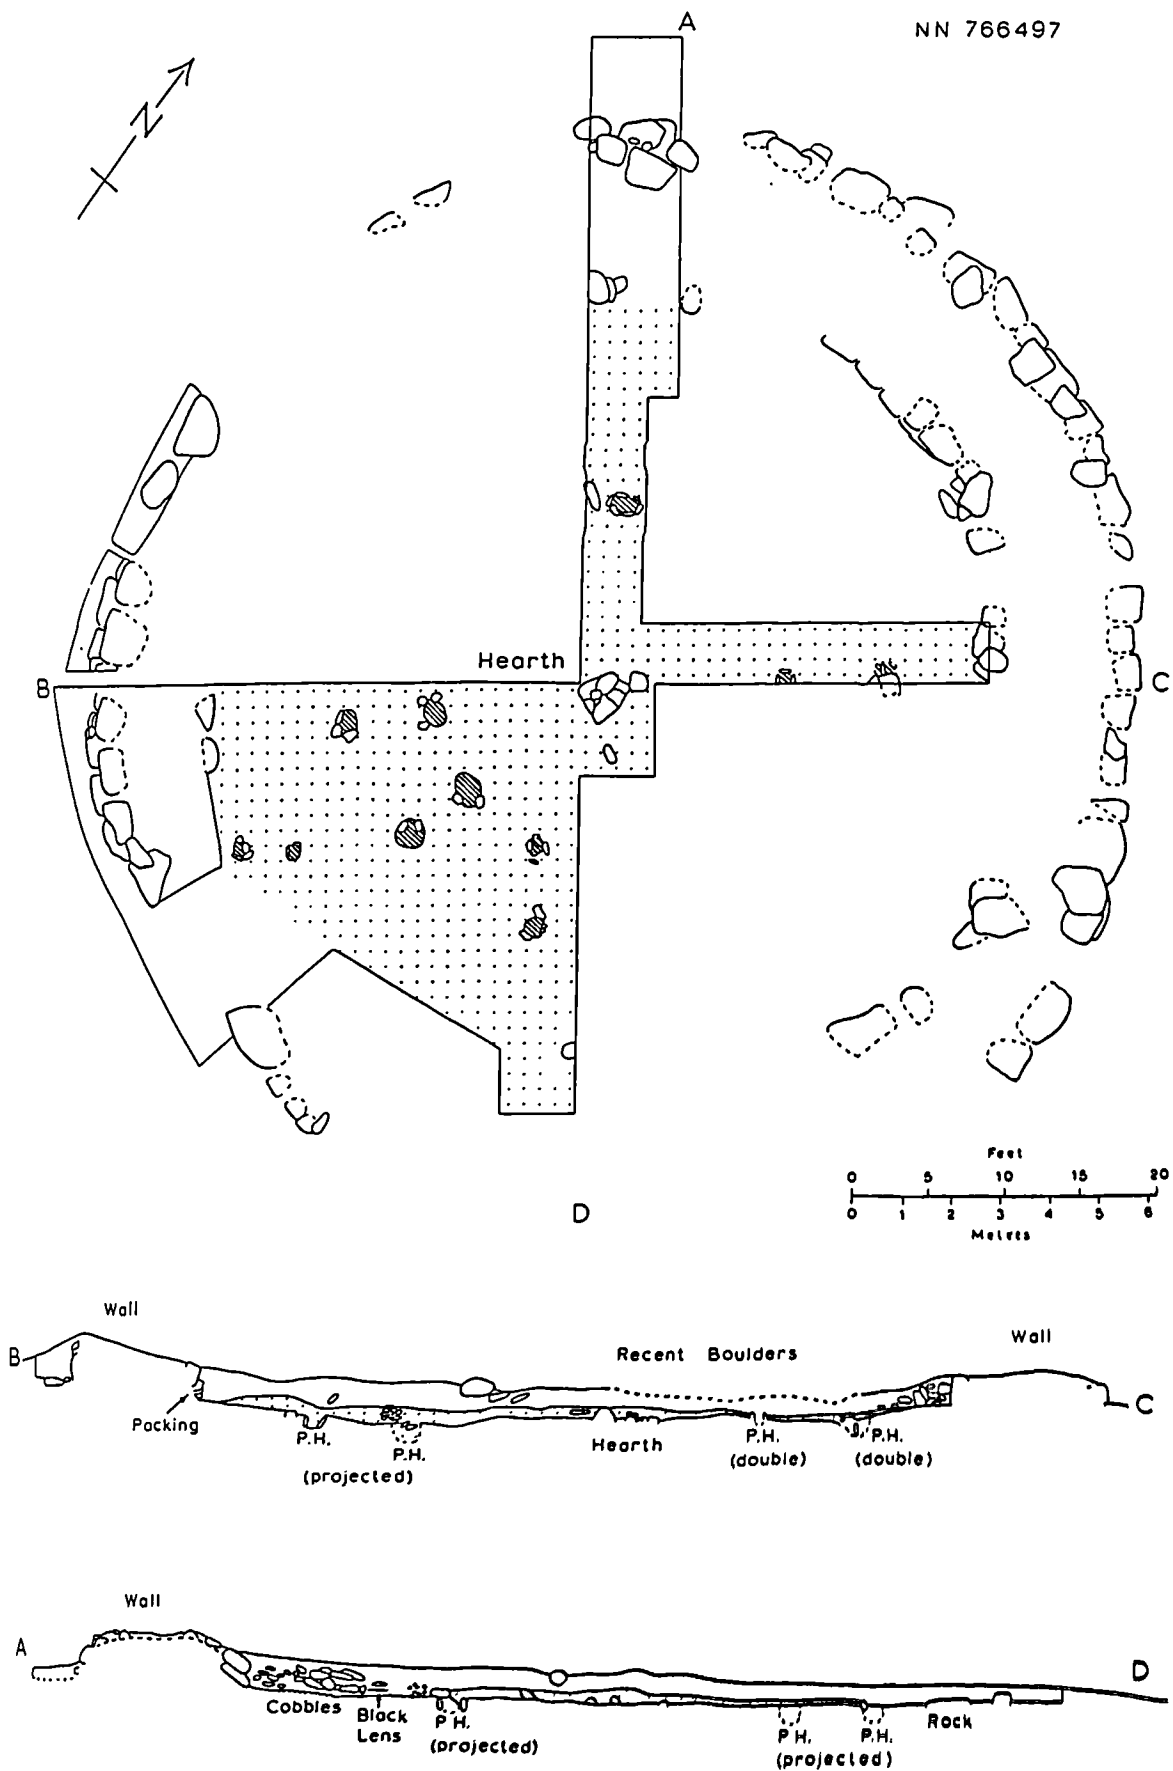 A
NN 766497
N
Hearth
B
C
Feet
0 5 10 15 20
0 1 2 3 4 5 6
Meters
D
Wall
Wall
B
Recent Boulders
C
Packing
P.H.
P.H.
(projected)
Hearth
P.H.
(double)
P.H.
(double)
Wall
A
D
Cobbles
Black
Lens
P.H.
(projected)
P.H.
P.H.
(projected)
Rock